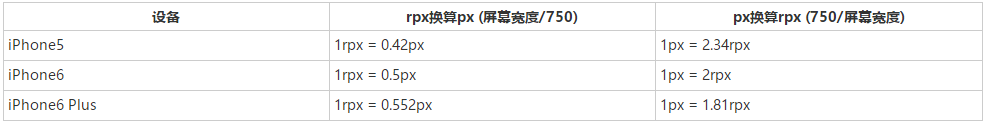 设备 rpx换算px (屏幕宽度/750) px换算rpx (750/屏幕宽度)
iPhone5 1rpx = 0.42px 1px = 2.34rpx
iPhone6 1rpx = 0.5px 1px = 2rpx
iPhone6 Plus 1rpx = 0.552px 1px = 1.81rpx